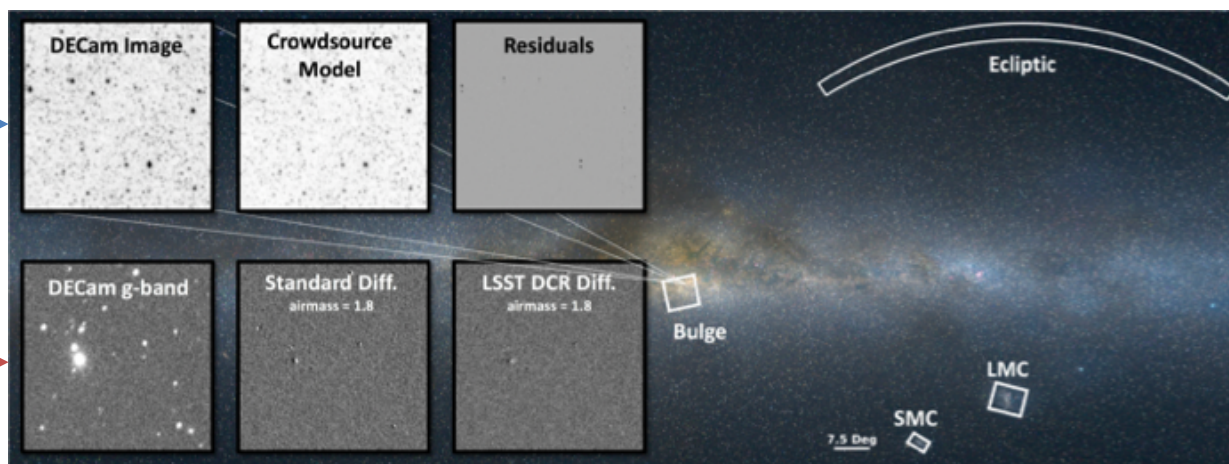 DECam Image
Crowdsource
Model
Residuals
Ecliptic
DECam g-band
Standard Diff.
airmass = 1.8
LSST DCR Diff.
airmass = 1.8
Bulge
LMC
SMC
7.5 Deg